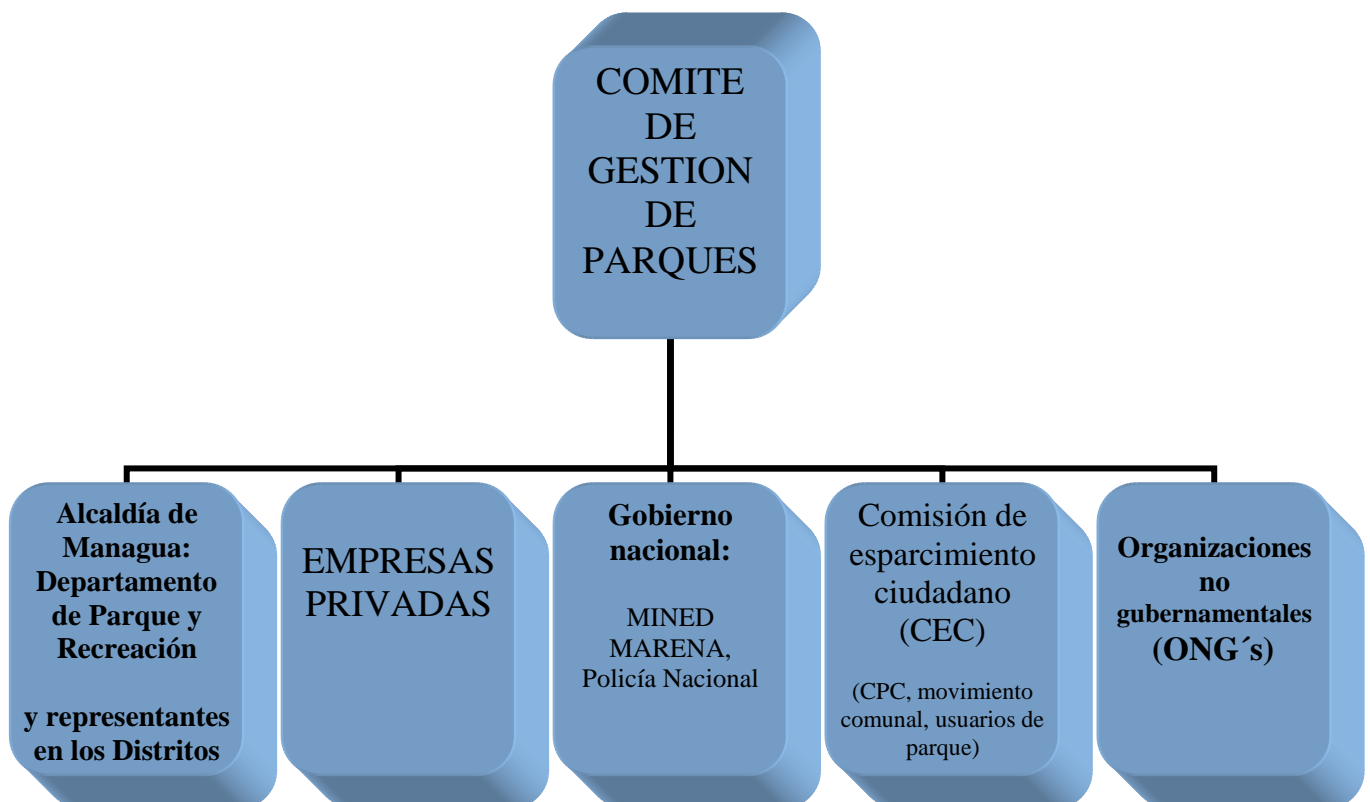 COMITE
DE
GESTION
DE
PARQUES
Alcaldía de
Managua:
Departamento
de Parque y
Recreación
y representantes
en los Distritos
EMPRESAS
PRIVADAS
Gobierno
nacional:
MINED
MARENA,
Policía Nacional
Comisión de
esparcimiento
ciudadano
(CEC)
(CPC, movimiento
comunal, usuarios de
parque)
Organizaciones
no
gubernamentales
(ONG´s)